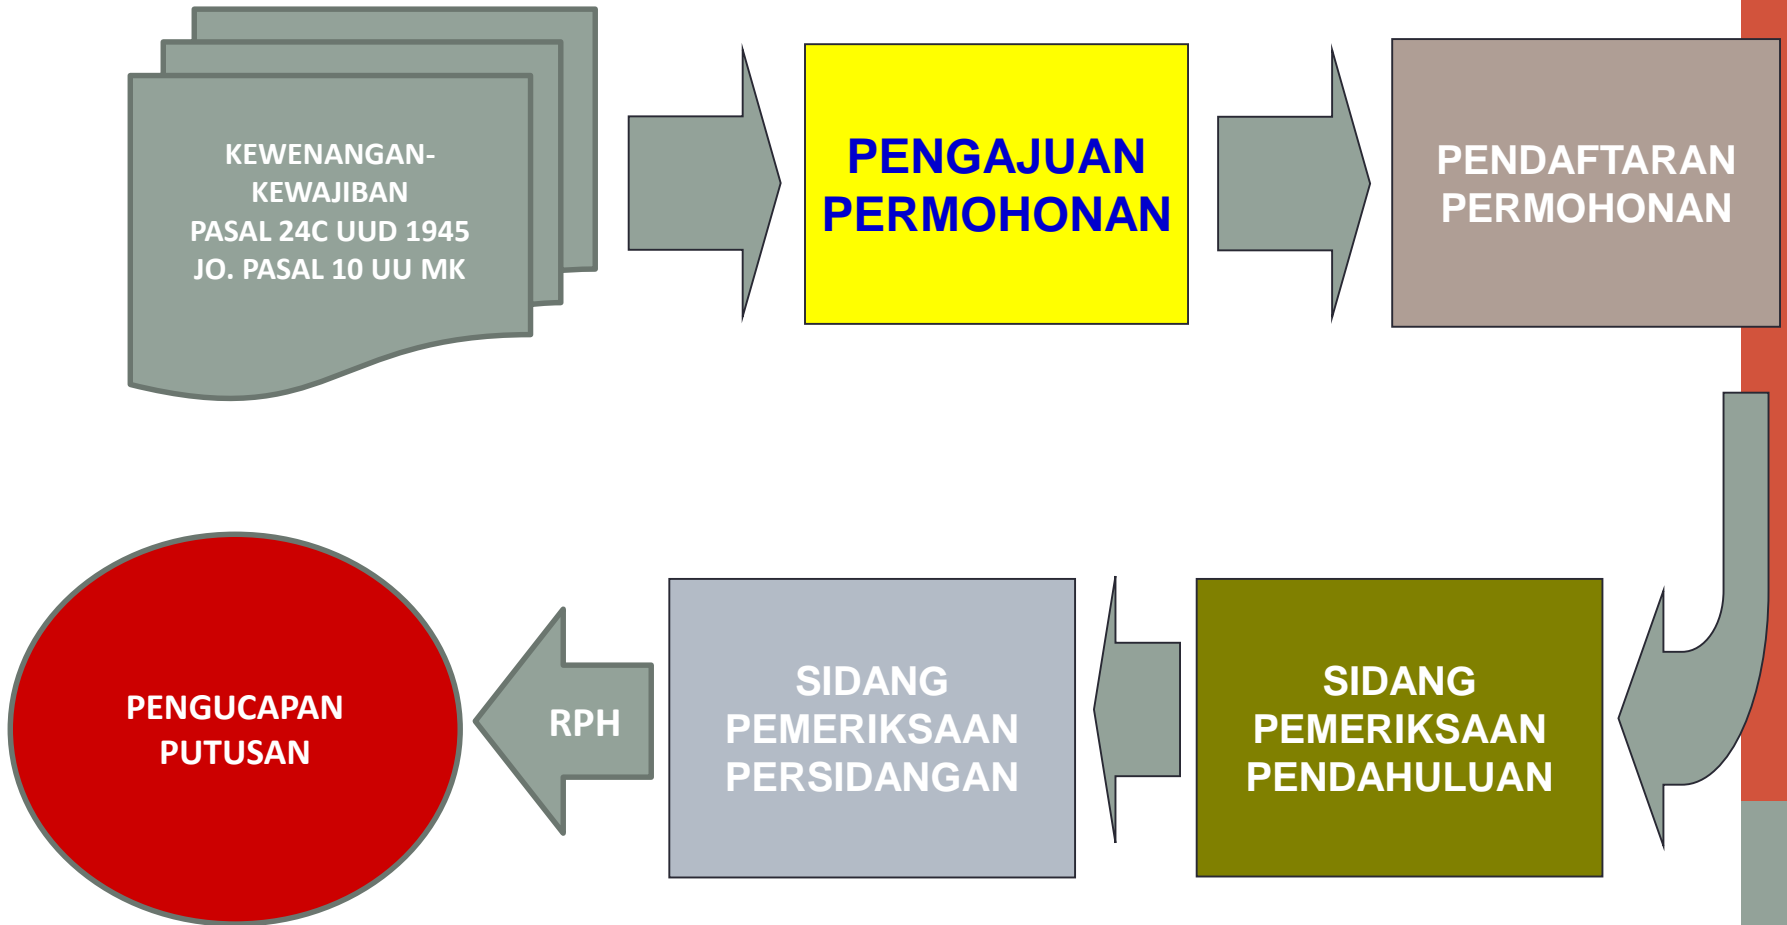 KEWENANGAN-
KEWAJIBAN
PASAL 24C UUD 1945
JO. PASAL 10 UU MK
PENGAJUAN
PERMOHONAN
PENDAFTARAN
PERMOHONAN
SIDANG
PEMERIKSAAN
PENDAHULUAN
SIDANG
PEMERIKSAAN
PERSIDANGAN
RPH
PENGUCAPAN
PUTUSAN